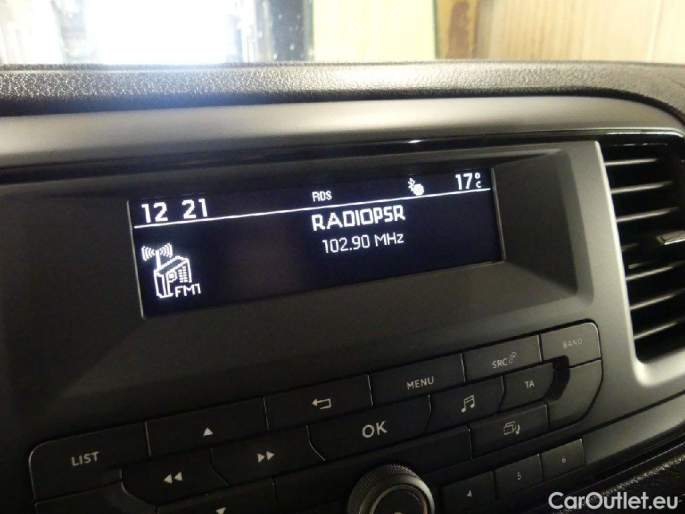 12 21 RDS 17°C
RADIOPSR
102.90 MHz
FM1
BAND
SRC
MENU
TA
OK
LIST
4 5 6
CarOutlet.eu